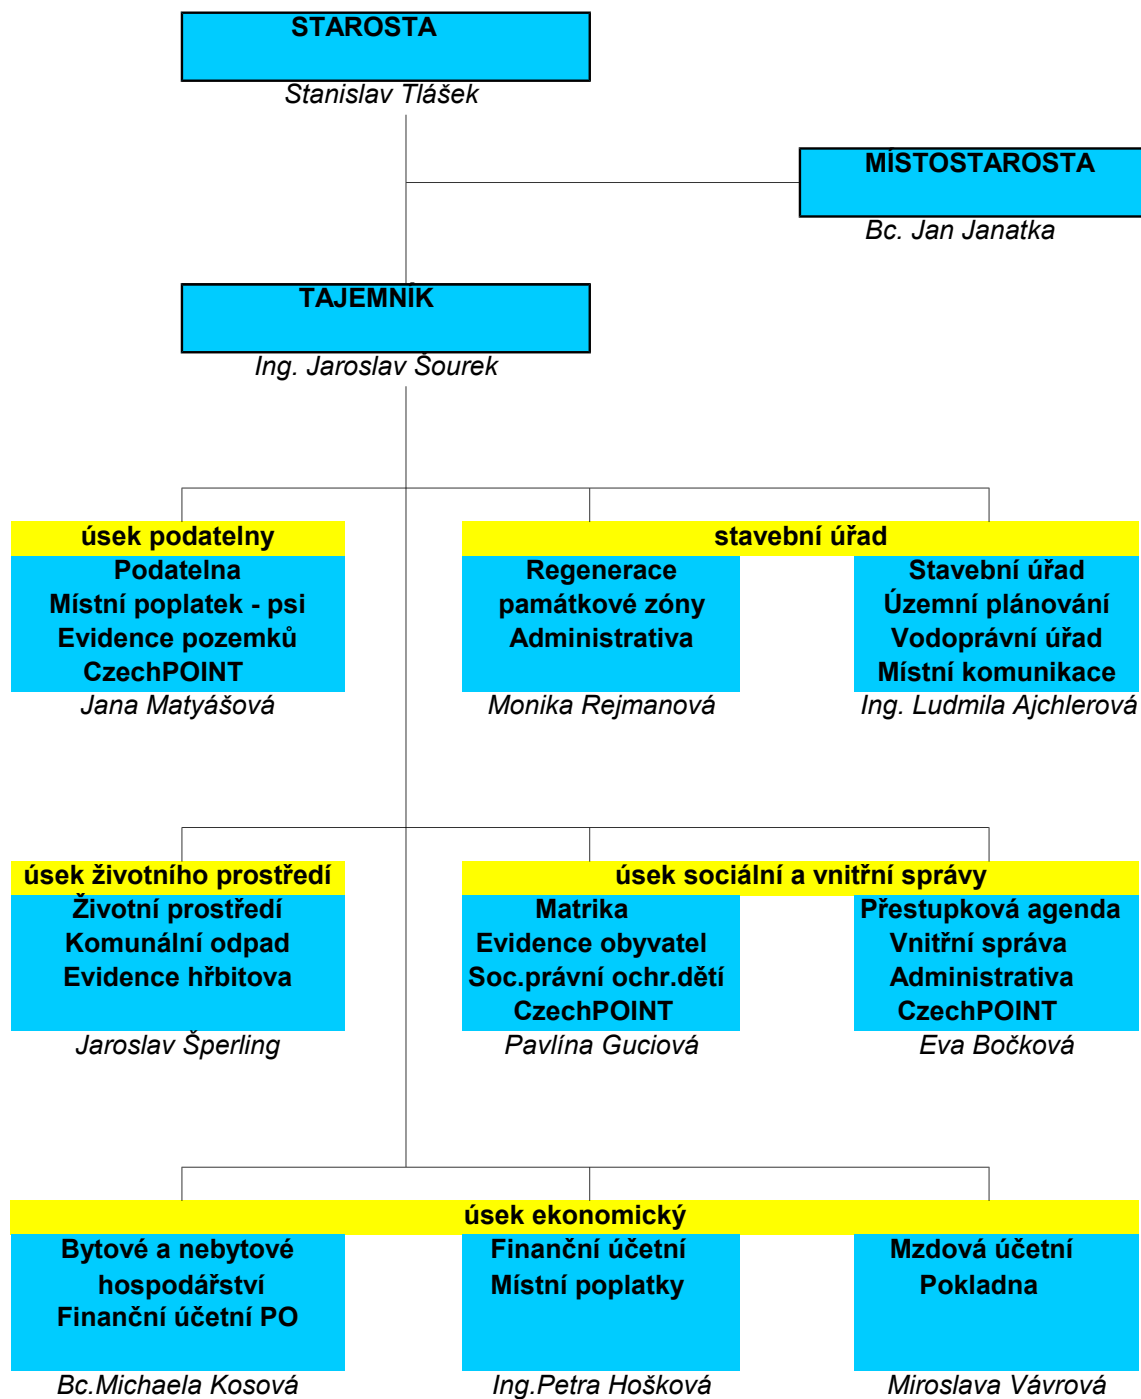 STAROSTA
Stanislav Tlášek
MÍSTOSTAROSTA
Bc. Jan Janatka
TAJEMNÍK
Ing. Jaroslav Šourek
úsek podatelny
Podatelna
Místní poplatek - psi
Evidence pozemků
CzechPOINT
Jana Matyášová
stavební úřad
Regenerace
památkové zóny
Administrativa
Monika Rejmanová
Stavební úřad
Územní plánování
Vodoprávní úřad
Místní komunikace
Ing. Ludmila Ajchlerová
úsek životního prostředí
Životní prostředí
Komunální odpad
Evidence hřbitova
Jaroslav Šperling
úsek sociální a vnitřní správy
Matrika
Evidence obyvatel
Soc.právní ochr.dětí
CzechPOINT
Pavlína Guciová
Přestupková agenda
Vnitřní správa
Administrativa
CzechPOINT
Eva Bočková
úsek ekonomický
Bytové a nebytové
hospodářství
Finanční účetní PO
Bc.Michaela Kosová
Finanční účetní
Místní poplatky
Ing.Petra Hošková
Mzdová účetní
Pokladna
Miroslava Vávrová